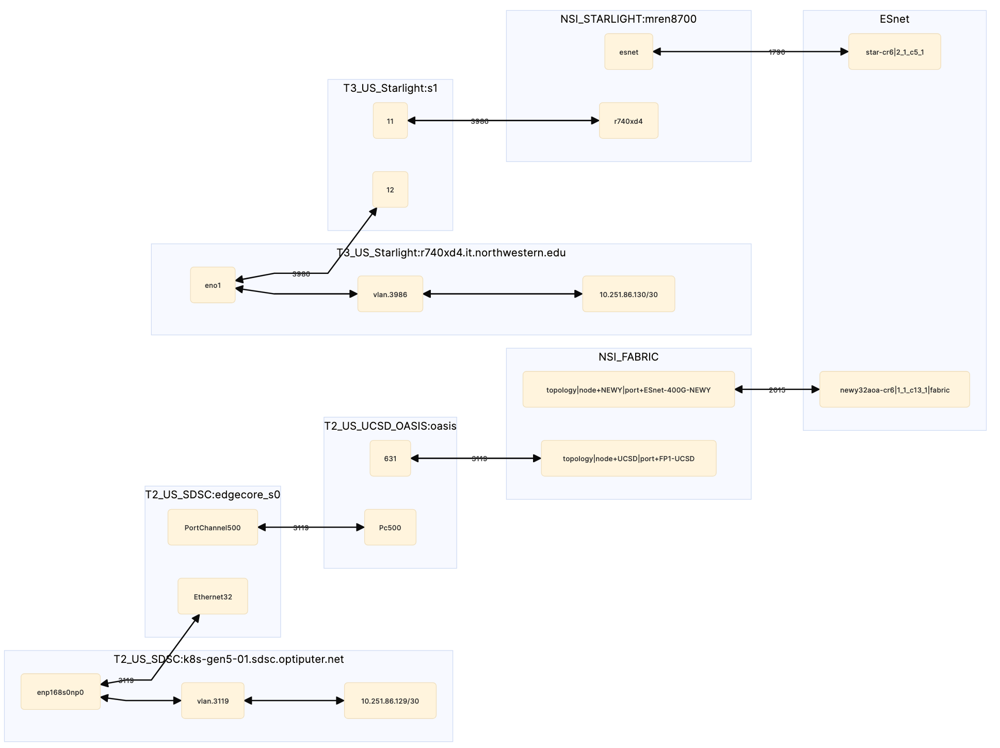 NSI_STARLIGHT:mren8700
ESnet
esnet
1790
star-cr6|2_1_c5_1
T3_US_Starlight:s1
11
3986
r740xd4
12
T3_US_Starlight:r740xd4.it.northwestern.edu
3986
eno1
vlan.3986
10.251.86.130/30
NSI_FABRIC
topology|node+NEWY|port+ESnet-400G-NEWY
2015
newy32aoa-cr6|1_1_c13_1|fabric
T2_US_UCSD_OASIS:oasis
631
3119
topology|node+UCSD|port+FP1-UCSD
T2_US_SDSC:edgecore_s0
PortChannel500
3119
Pc500
Ethernet32
T2_US_SDSC:k8s-gen5-01.sdsc.optiputer.net
3119
enp168s0np0
vlan.3119
10.251.86.129/30